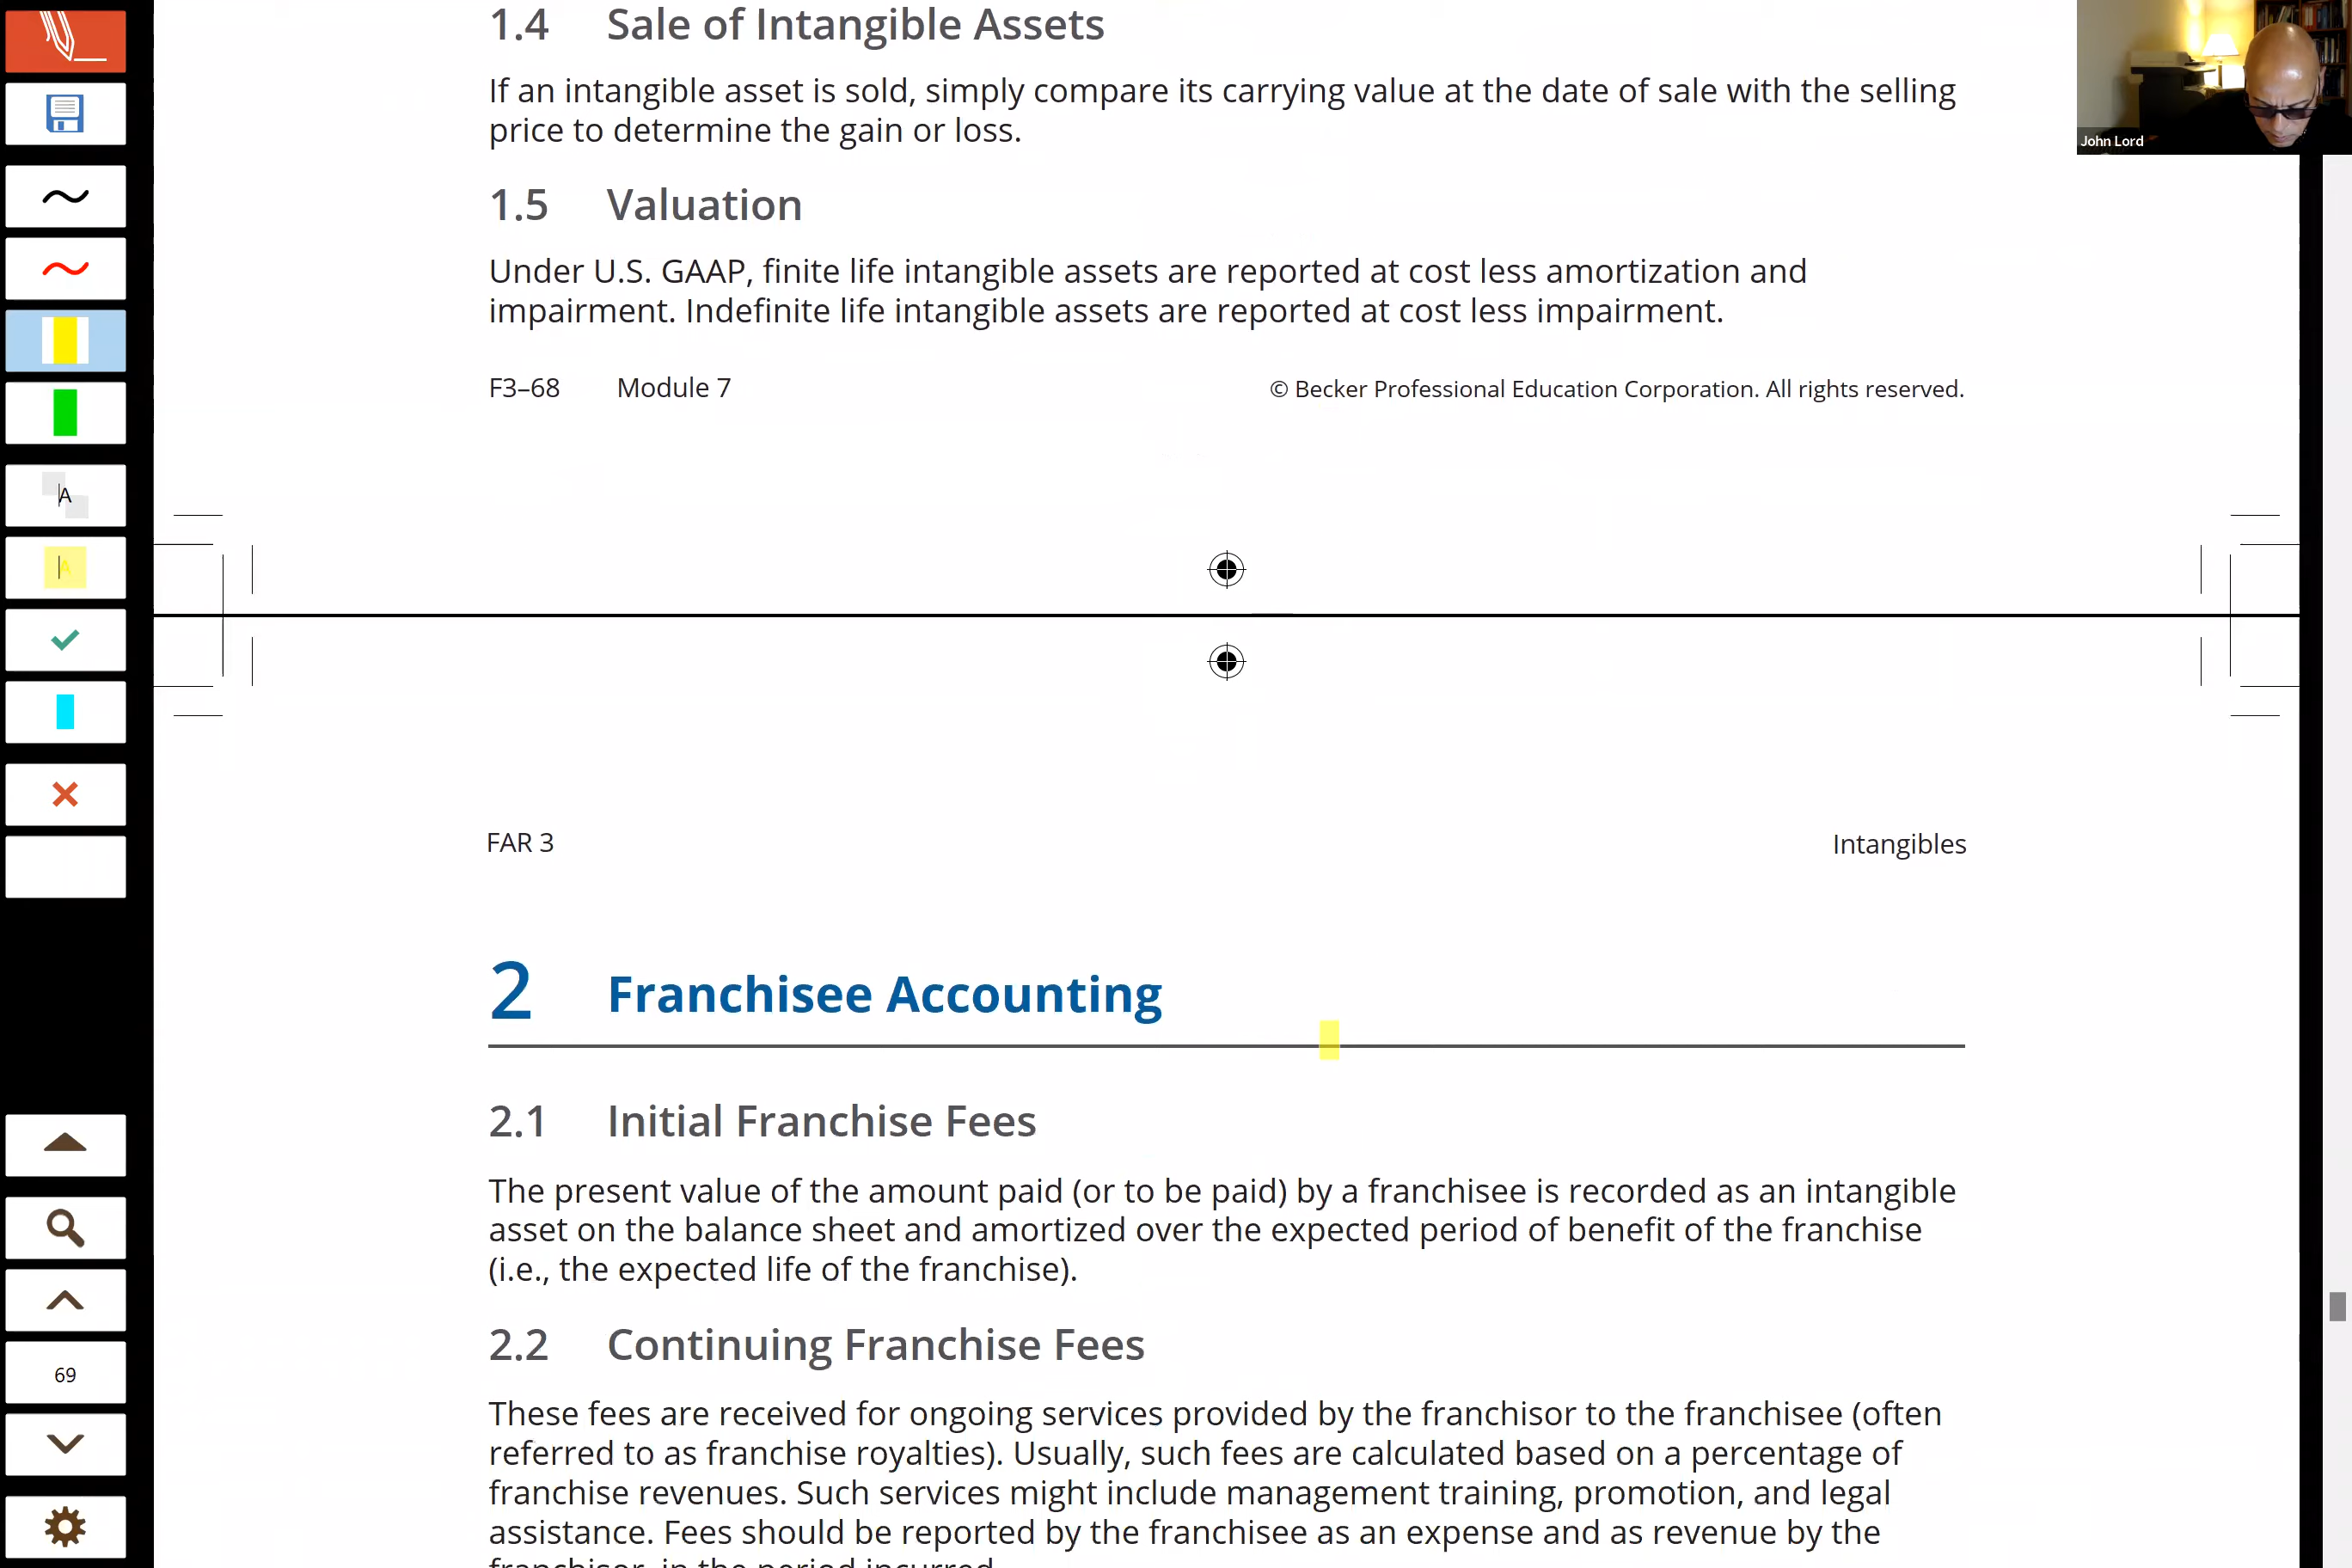 1.4 Sale of Intangible Assets
If an intangible asset is sold, simply compare its carrying value at the date of sale with the selling
price to determine the gain or loss.
John Lord
1.5 Valuation
Under U.S. GAAP, finite life intangible assets are reported at cost less amortization and
impairment. Indefinite life intangible assets are reported at cost less impairment.
F3–68 Module 7 © Becker Professional Education Corporation. All rights reserved.
A
A
FAR 3 Intangibles
2 Franchisee Accounting
2.1 Initial Franchise Fees
The present value of the amount paid (or to be paid) by a franchisee is recorded as an intangible
asset on the balance sheet and amortized over the expected period of benefit of the franchise
(i.e., the expected life of the franchise).
2.2 Continuing Franchise Fees
69
These fees are received for ongoing services provided by the franchisor to the franchisee (often
referred to as franchise royalties). Usually, such fees are calculated based on a percentage of
franchise revenues. Such services might include management training, promotion, and legal
assistance. Fees should be reported by the franchisee as an expense and as revenue by the
franchisor, in the period incurred.